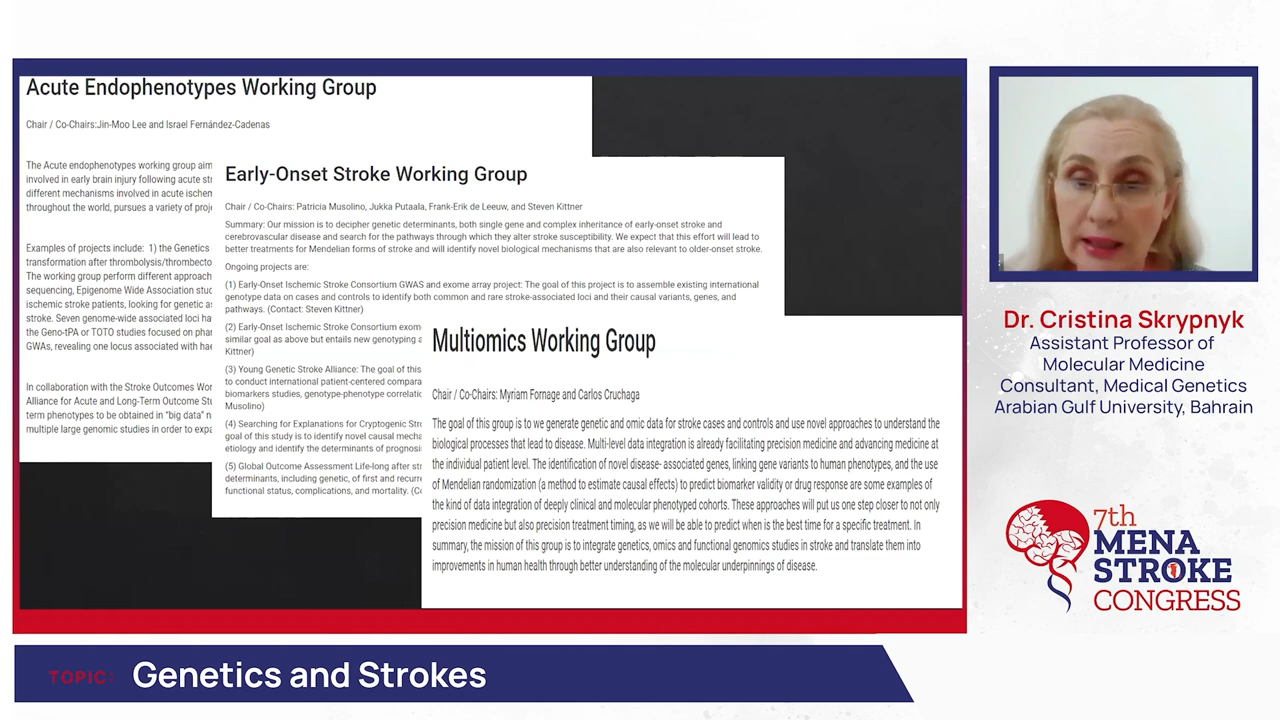 Acute Endophenotypes Working Group
Chair / Co-Chairs:Jin-Moo Lee and Israel Fernández-Cadenas
The Acute endophenotypes working group aim
involved in early brain injury following acute str
different mechanisms involved in acute ischem
throughout the world, pursues a variety of proje
Examples of projects include: 1) the Genetics
transformation after thrombolysis/thrombecto
The working group perform different approach
sequencing, Epigenome Wide Association stud
ischemic stroke patients, looking for genetic as
stroke. Seven genome-wide associated loci ha
the Geno-tPA or TOTO studies focused on phar
GWAs, revealing one locus associated with hae
In collaboration with the Stroke Outcomes Wor
Alliance for Acute and Long-Term Outcome Stu
term phenotypes to be obtained in "big data" n
multiple large genomic studies in order to expa
Early-Onset Stroke Working Group
Chair / Co-Chairs: Patricia Musolino, Jukka Putaala, Frank-Erik de Leeuw, and Steven Kittner
Summary: Our mission is to decipher genetic determinants, both single gene and complex inheritance of early-onset stroke and
cerebrovascular disease and search for the pathways through which they alter stroke susceptibility. We expect that this effort will lead to
better treatments for Mendelian forms of stroke and will identify novel biological mechanisms that are also relevant to older-onset stroke.
Ongoing projects are:
(1) Early-Onset Ischemic Stroke Consortium GWAS and exome array project: The goal of this project is to assemble existing international
genotype data on cases and controls to identify both common and rare stroke-associated loci and their causal variants, genes, and
pathways. (Contact: Steven Kittner)
(2) Early-Onset Ischemic Stroke Consortium exom
similar goal as above but entails new genotyping a
Kittner)
(3) Young Genetic Stroke Alliance: The goal of this
to conduct international patient-centered compara
biomarkers studies, genotype-phenotype correlatio
Musolino)
(4) Searching for Explanations for Cryptogenic Stro
goal of this study is to identify novel causal mecha
etiology and identify the determinants of prognosi
(5) Global Outcome Assessment Life-long after str
determinants, including genetic, of first and recurre
functional status, complications, and mortality. (Co
Multiomics Working Group
Chair / Co-Chairs: Myriam Fornage and Carlos Cruchaga
The goal of this group is to we generate genetic and omic data for stroke cases and controls and use novel approaches to understand the
biological processes that lead to disease. Multi-level data integration is already facilitating precision medicine and advancing medicine at
the individual patient level. The identification of novel disease- associated genes, linking gene variants to human phenotypes, and the use
of Mendelian randomization (a method to estimate causal effects) to predict biomarker validity or drug response are some examples of
the kind of data integration of deeply clinical and molecular phenotyped cohorts. These approaches will put us one step closer to not only
precision medicine but also precision treatment timing, as we will be able to predict when is the best time for a specific treatment. In
summary, the mission of this group is to integrate genetics, omics and functional genomics studies in stroke and translate them into
improvements in human health through better understanding of the molecular underpinnings of disease.
Dr. Cristina Skrypnyk
Assistant Professor of
Molecular Medicine
Consultant, Medical Genetics
Arabian Gulf University, Bahrain
7th
MENA
STROKE
CONGRESS
TOPIC: Genetics and Strokes